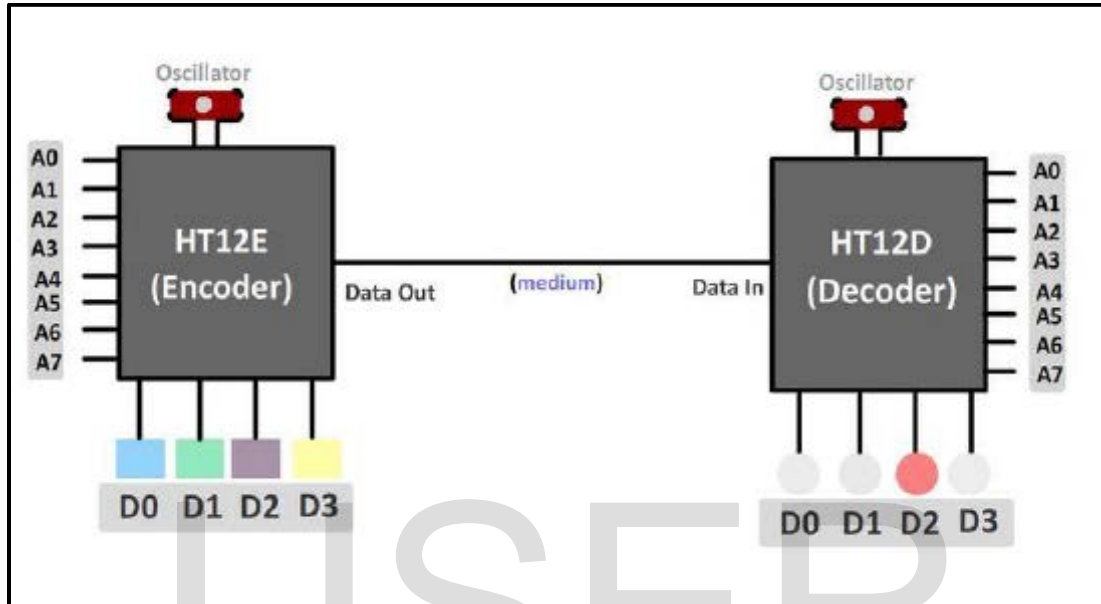 Oscillator
Oscillator
A0
A1
A2
A3
A4
A5
A6
A7
HT12E
(Encoder)
Data Out
(medium)
Data In
HT12D
(Decoder)
A0
A1
A2
A3
A4
A5
A6
A7
D0 D1 D2 D3
D0 D1 D2 D3